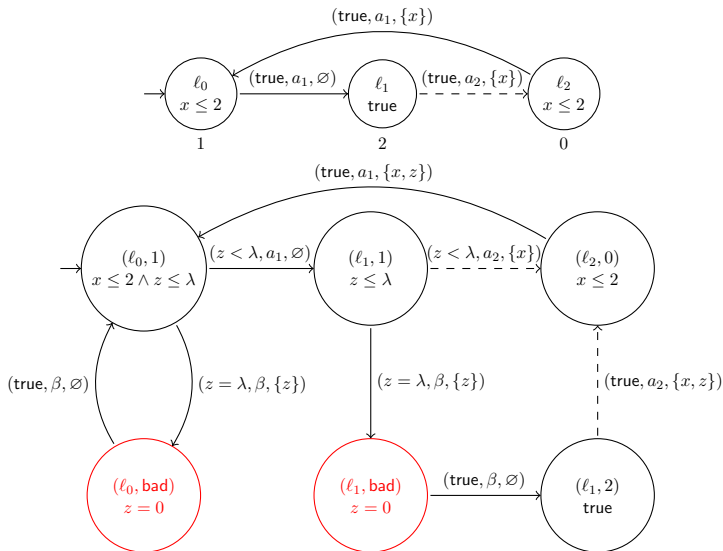 (true, a₁, {x})
ℓ₀
x ≤ 2
(true, a₁, ∅)
ℓ₁
true
(true, a₂, {x})
ℓ₂
x ≤ 2
1
2
0
(true, a₁, {x, z})
(ℓ₀, 1)
x ≤ 2 ∧ z ≤ λ
(z < λ, a₁, ∅)
(ℓ₁, 1)
z ≤ λ
(z < λ, a₂, {x})
(ℓ₂, 0)
x ≤ 2
(true, β, ∅)
(z = λ, β, {z})
(z = λ, β, {z})
(true, a₂, {x, z})
(ℓ₀, bad)
z = 0
(ℓ₁, bad)
z = 0
(true, β, ∅)
(ℓ₁, 2)
true